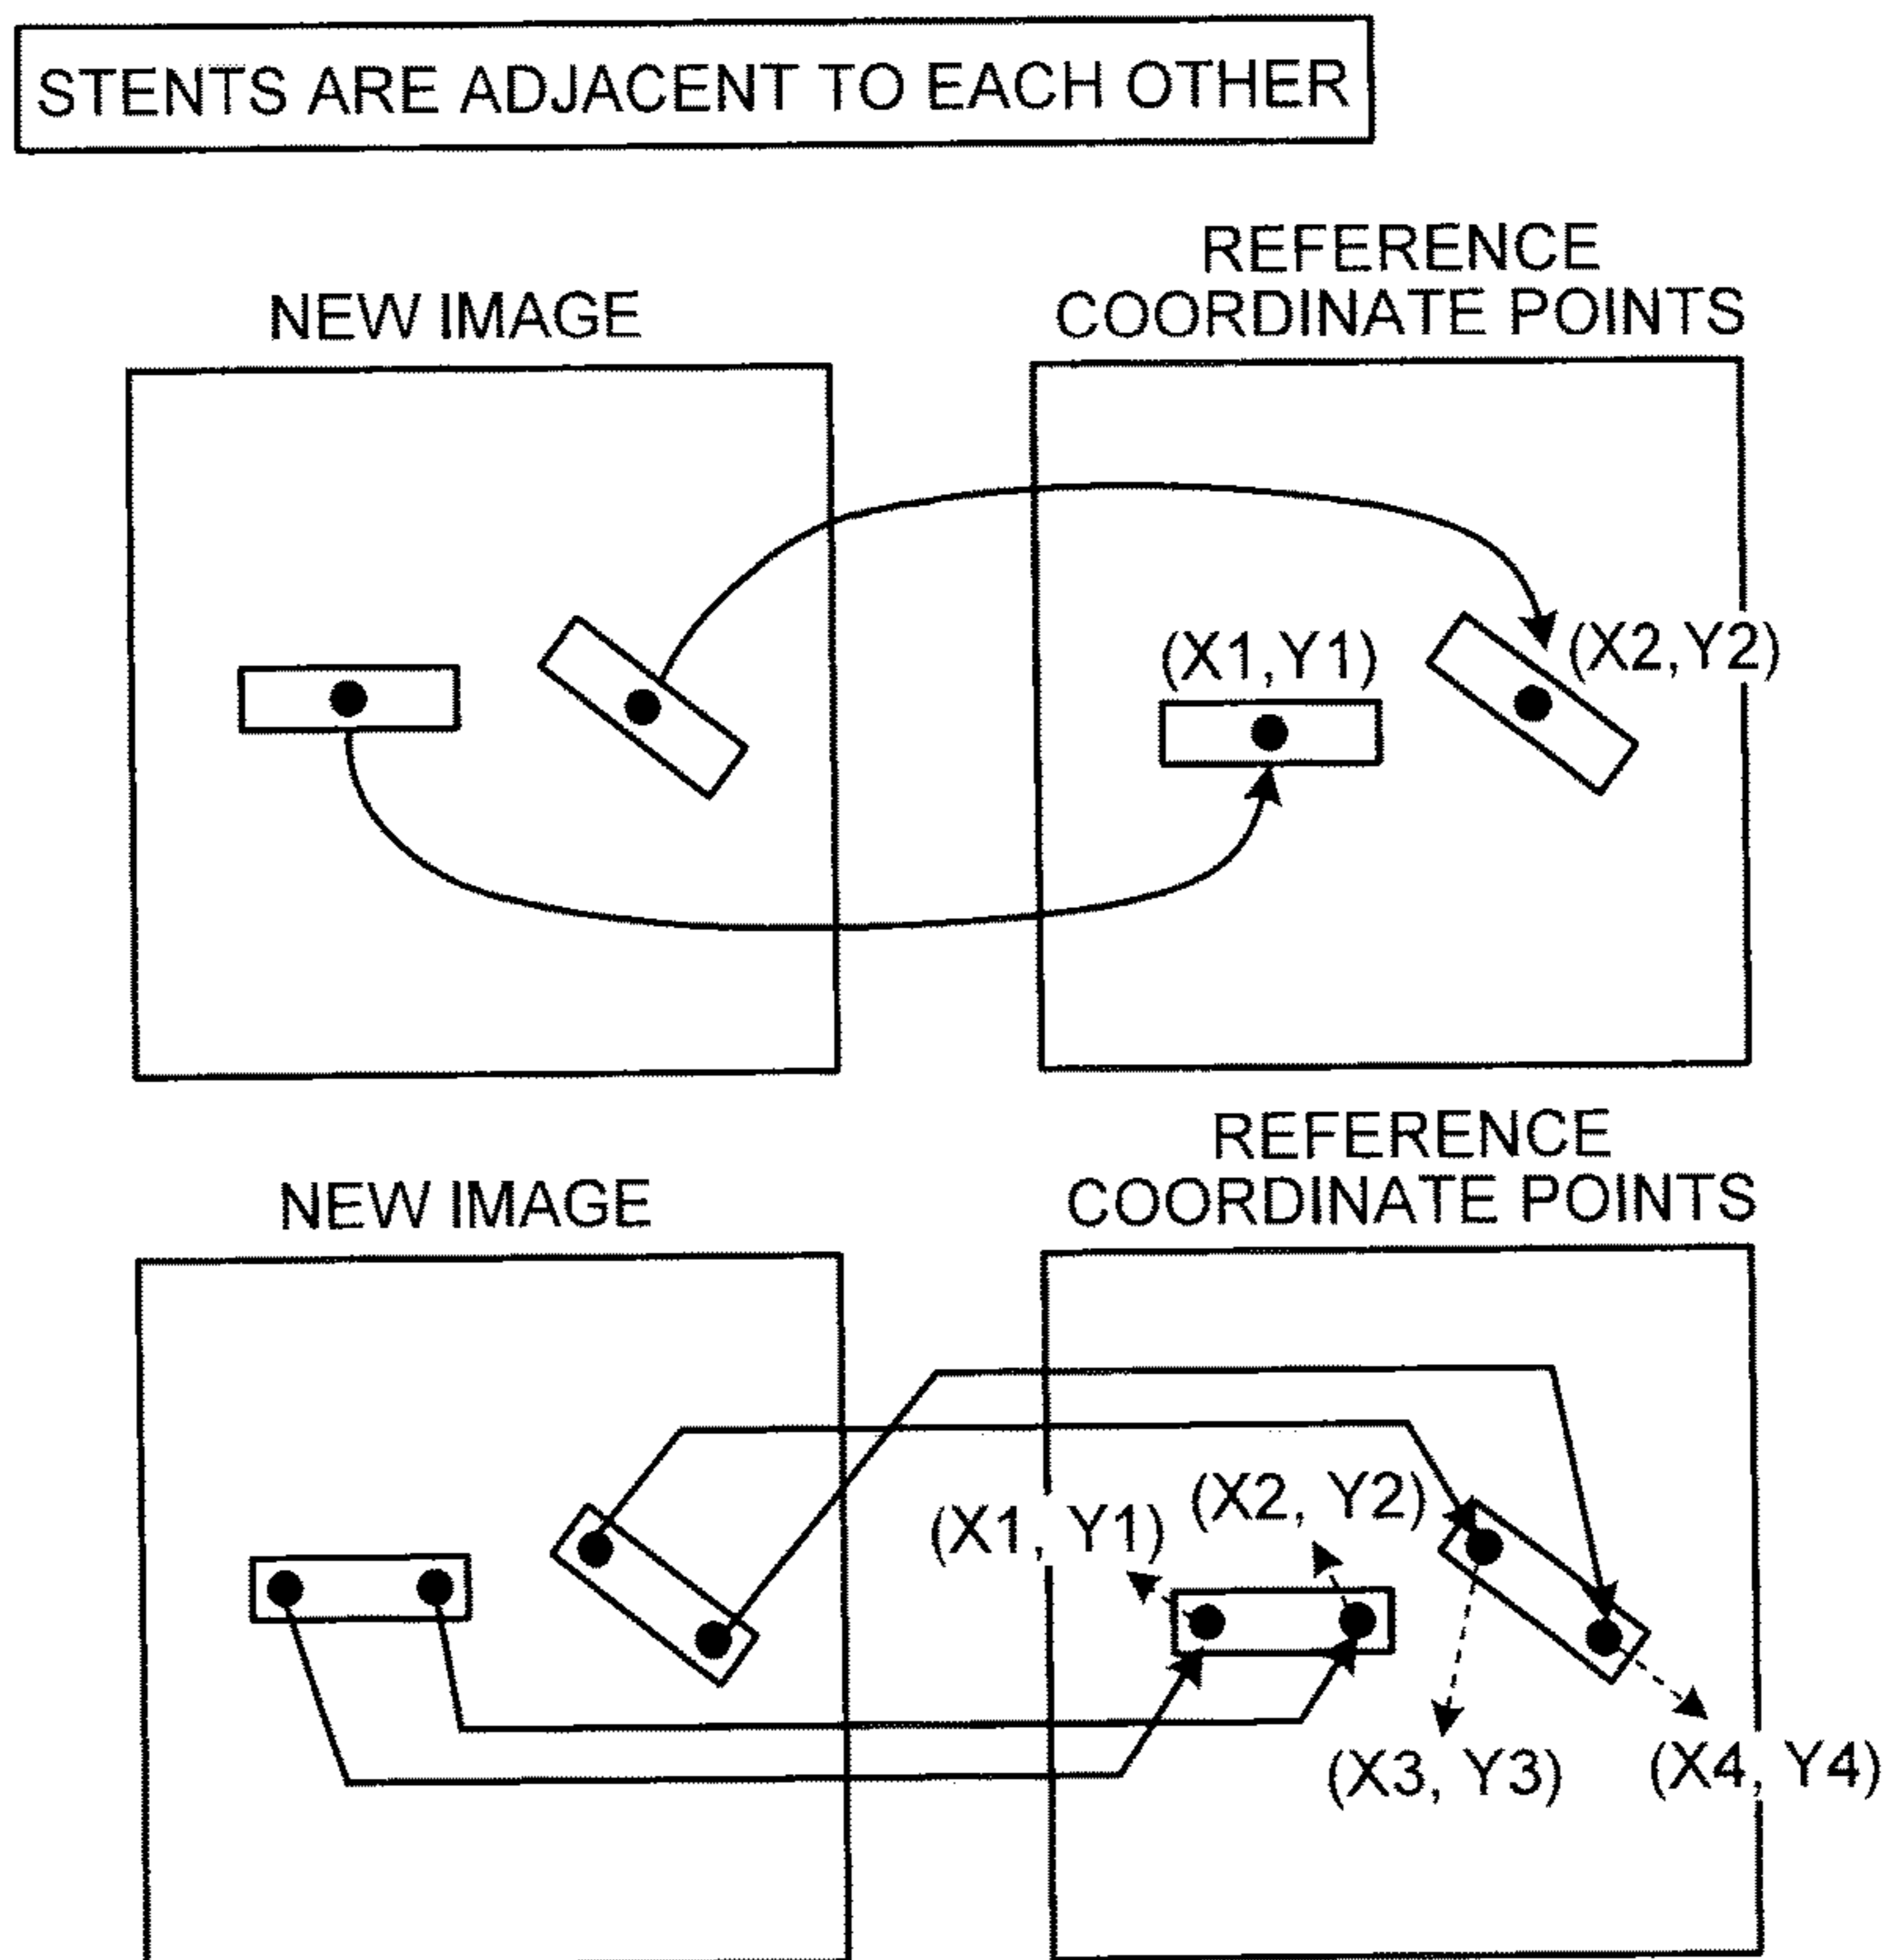 STENTS ARE ADJACENT TO EACH OTHER
NEW IMAGE
REFERENCE
COORDINATE POINTS
(X1,Y1)
(X2,Y2)
NEW IMAGE
REFERENCE
COORDINATE POINTS
(X1, Y1)
(X2, Y2)
(X3, Y3)
(X4, Y4)